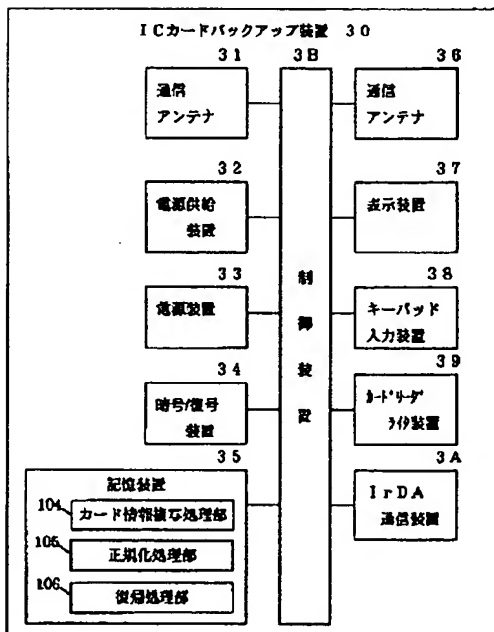 ICカードバックアップ装置 30
31 3B 36
通信
アンテナ
通信
アンテナ
32 37
電源供給
装置
表示装置
33 38
電源装置
キーパッド
入力装置
制御装置
34 39
暗号/復号
装置
カードリーダ
ライタ装置
35 3A
記憶装置
104 カード情報複写処理部
105 正規化処理部
106 復帰処理部
IrDA
通信装置